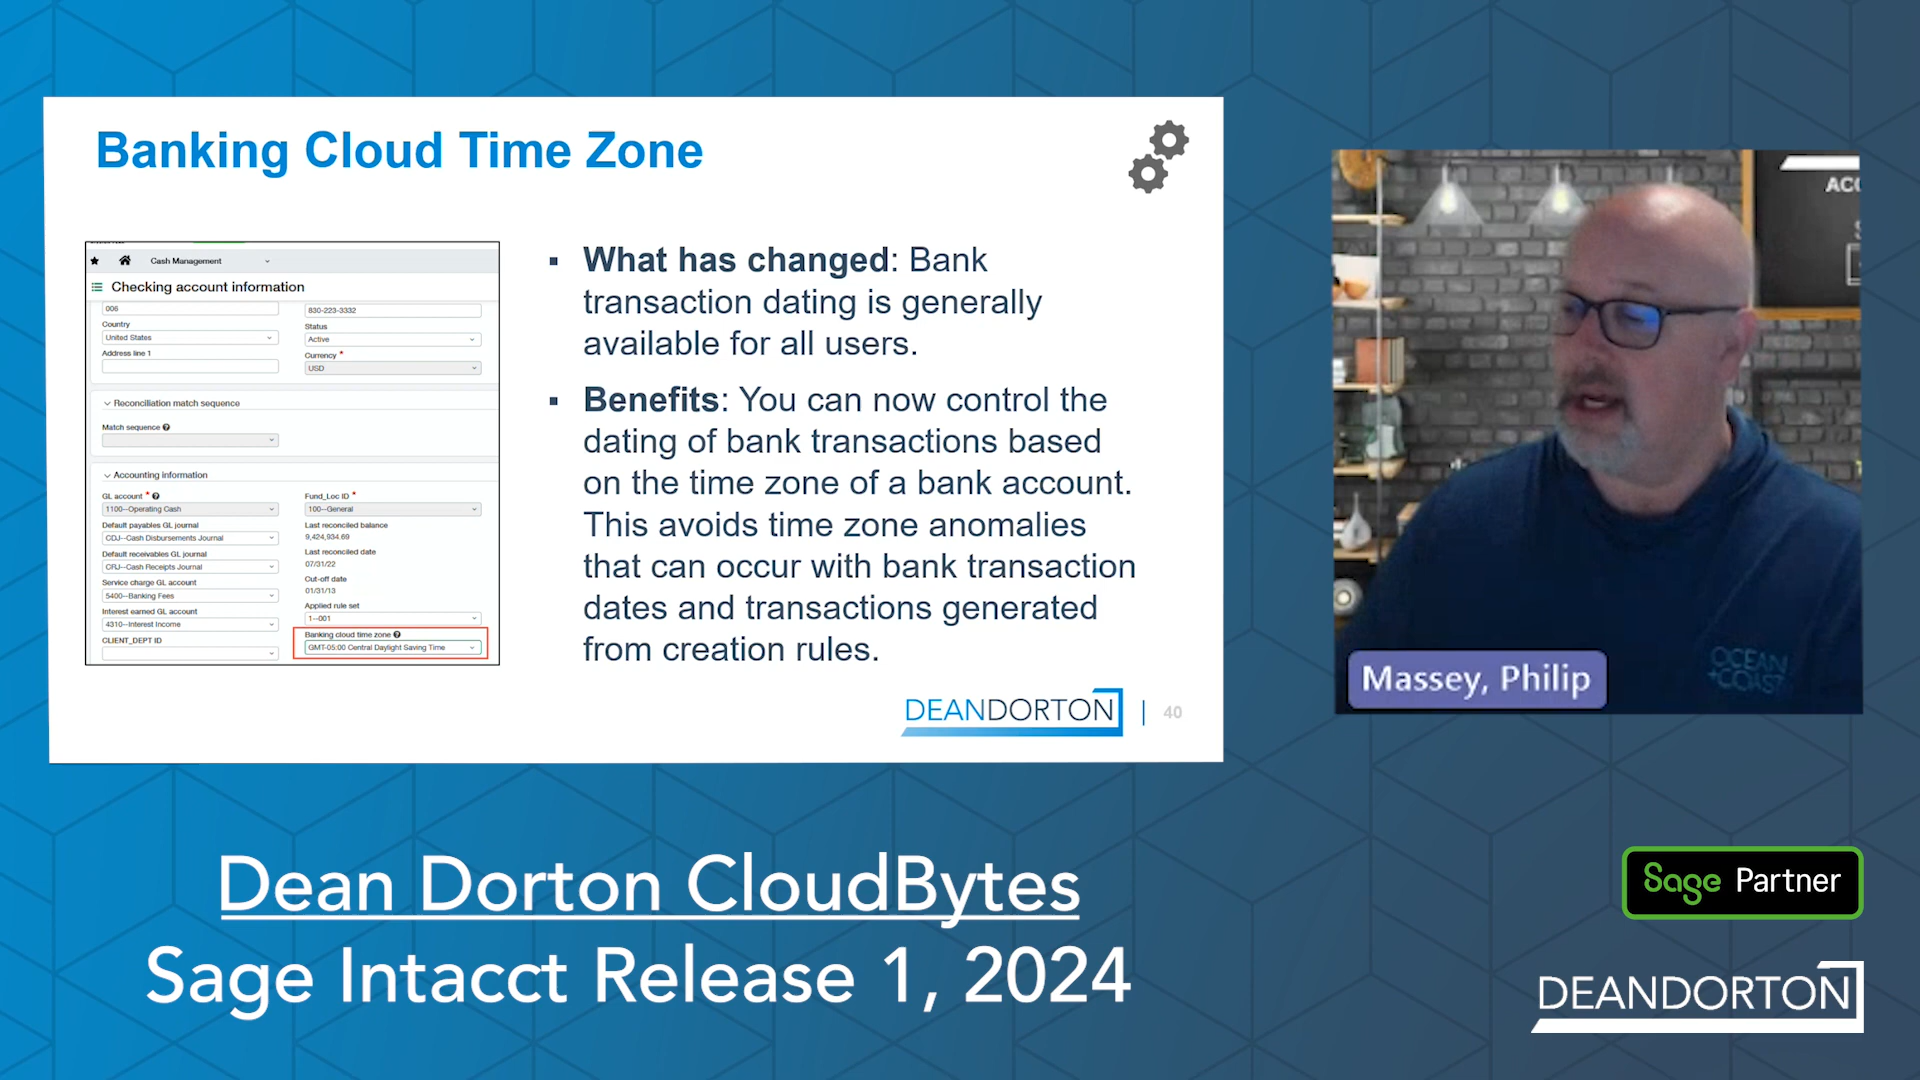 Banking Cloud Time Zone
Cash Management
Checking account information
006
Country
United States
Address line 1
830-223-3332
Status
Active
Currency *
USD
Reconciliation match sequence
Match sequence
Accounting information
GL account *
1100--Operating Cash
Default payables GL journal
CDJ--Cash Disbursements Journal
Default receivables GL journal
CRJ--Cash Receipts Journal
Service charge GL account
5400--Banking Fees
Interest earned GL account
4310--Interest Income
CLIENT_DEPT ID
Fund_Loc ID *
100--General
Last reconciled balance
9,424,934.69
Last reconciled date
07/31/22
Cut-off date
01/31/13
Applied rule set
1--001
Banking cloud time zone
GMT-05:00 Central Daylight Saving Time
▪ What has changed: Bank
transaction dating is generally
available for all users.
▪ Benefits: You can now control the
dating of bank transactions based
on the time zone of a bank account.
This avoids time zone anomalies
that can occur with bank transaction
dates and transactions generated
from creation rules.
DEANDORTON | 40
OCEAN
+COAST
Massey, Philip
Dean Dorton CloudBytes
Sage Intacct Release 1, 2024
Sage Partner
DEANDORTON